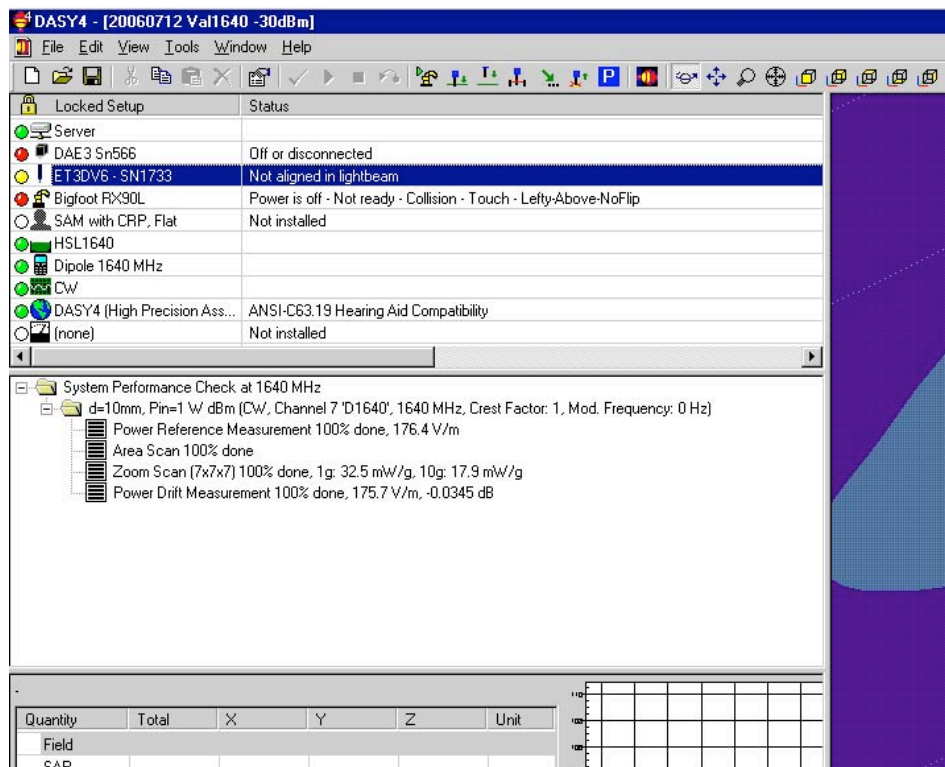 DASY4 - [20060712 Val1640 -30dBm]
File Edit View Tools Window Help
Locked Setup Status
Server
DAE3 Sn566 Off or disconnected
ET3DV6 - SN1733 Not aligned in lightbeam
Bigfoot RX90L Power is off - Not ready - Collision - Touch - Lefty-Above-NoFlip
SAM with CRP, Flat Not installed
HSL1640
Dipole 1640 MHz
CW
DASY4 (High Precision Ass... ANSI-C63.19 Hearing Aid Compatibility
(none) Not installed
System Performance Check at 1640 MHz
d=10mm, Pin=1 W dBm (CW, Channel 7 'D1640', 1640 MHz, Crest Factor: 1, Mod. Frequency: 0 Hz)
Power Reference Measurement 100% done, 176.4 V/m
Area Scan 100% done
Zoom Scan (7x7x7) 100% done, 1g: 32.5 mW/g, 10g: 17.9 mW/g
Power Drift Measurement 100% done, 175.7 V/m, -0.0345 dB
-
Quantity Total X Y Z Unit
Field
SAR